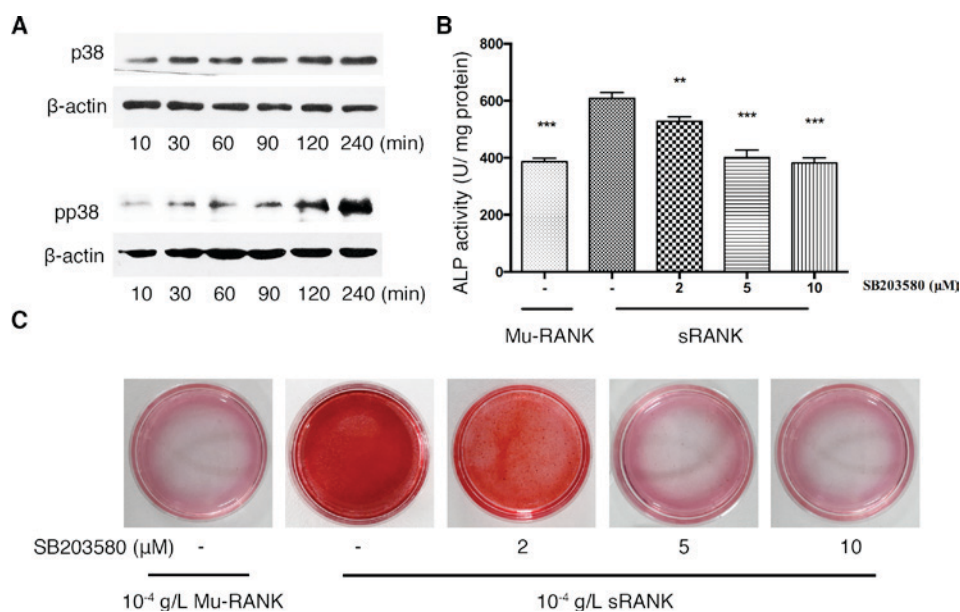 A
p38
β-actin
10 30 60 90 120 240 (min)
pp38
β-actin
10 30 60 90 120 240 (min)
B
ALP activity (U/ mg protein)
800
600
400
200
0
*** ** *** ***
- - 2 5 10 SB203580 (μM)
Mu-RANK sRANK
C
SB203580 (μM) - - 2 5 10
10⁻⁴ g/L Mu-RANK 10⁻⁴ g/L sRANK